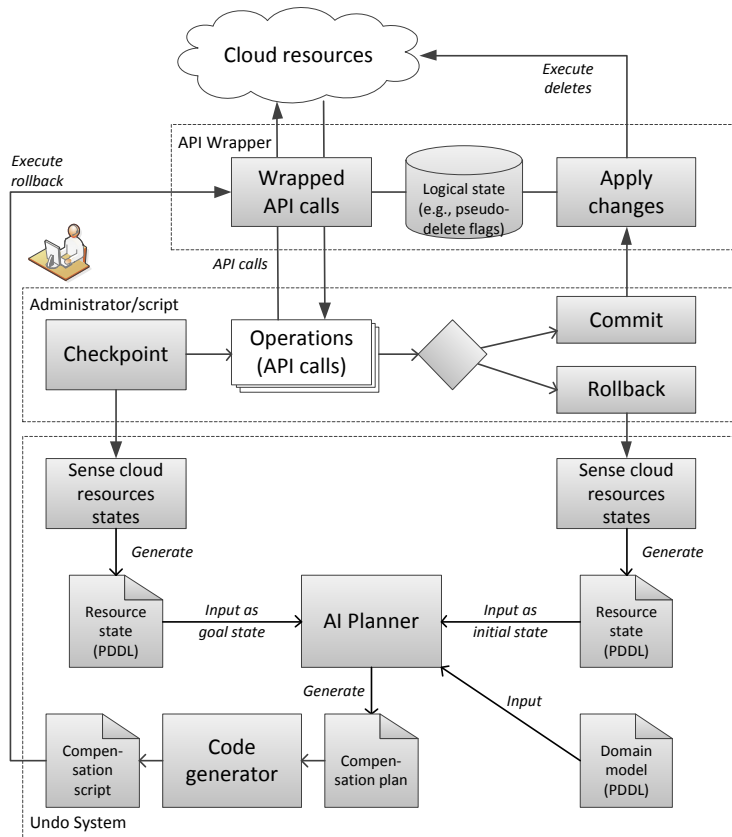 Cloud resources
Execute
deletes
API Wrapper
Execute
rollback
Wrapped
API calls
Logical state
(e.g., pseudo-
delete flags)
Apply
changes
API calls
Administrator/script
Checkpoint
Operations
(API calls)
Commit
Rollback
Sense cloud
resources
states
Sense cloud
resources
states
Generate
Generate
Resource
state
(PDDL)
Input as
goal state
AI Planner
Input as
initial state
Resource
state
(PDDL)
Generate
Input
Compen-
sation
script
Code
generator
Compen-
sation plan
Domain
model
(PDDL)
Undo System